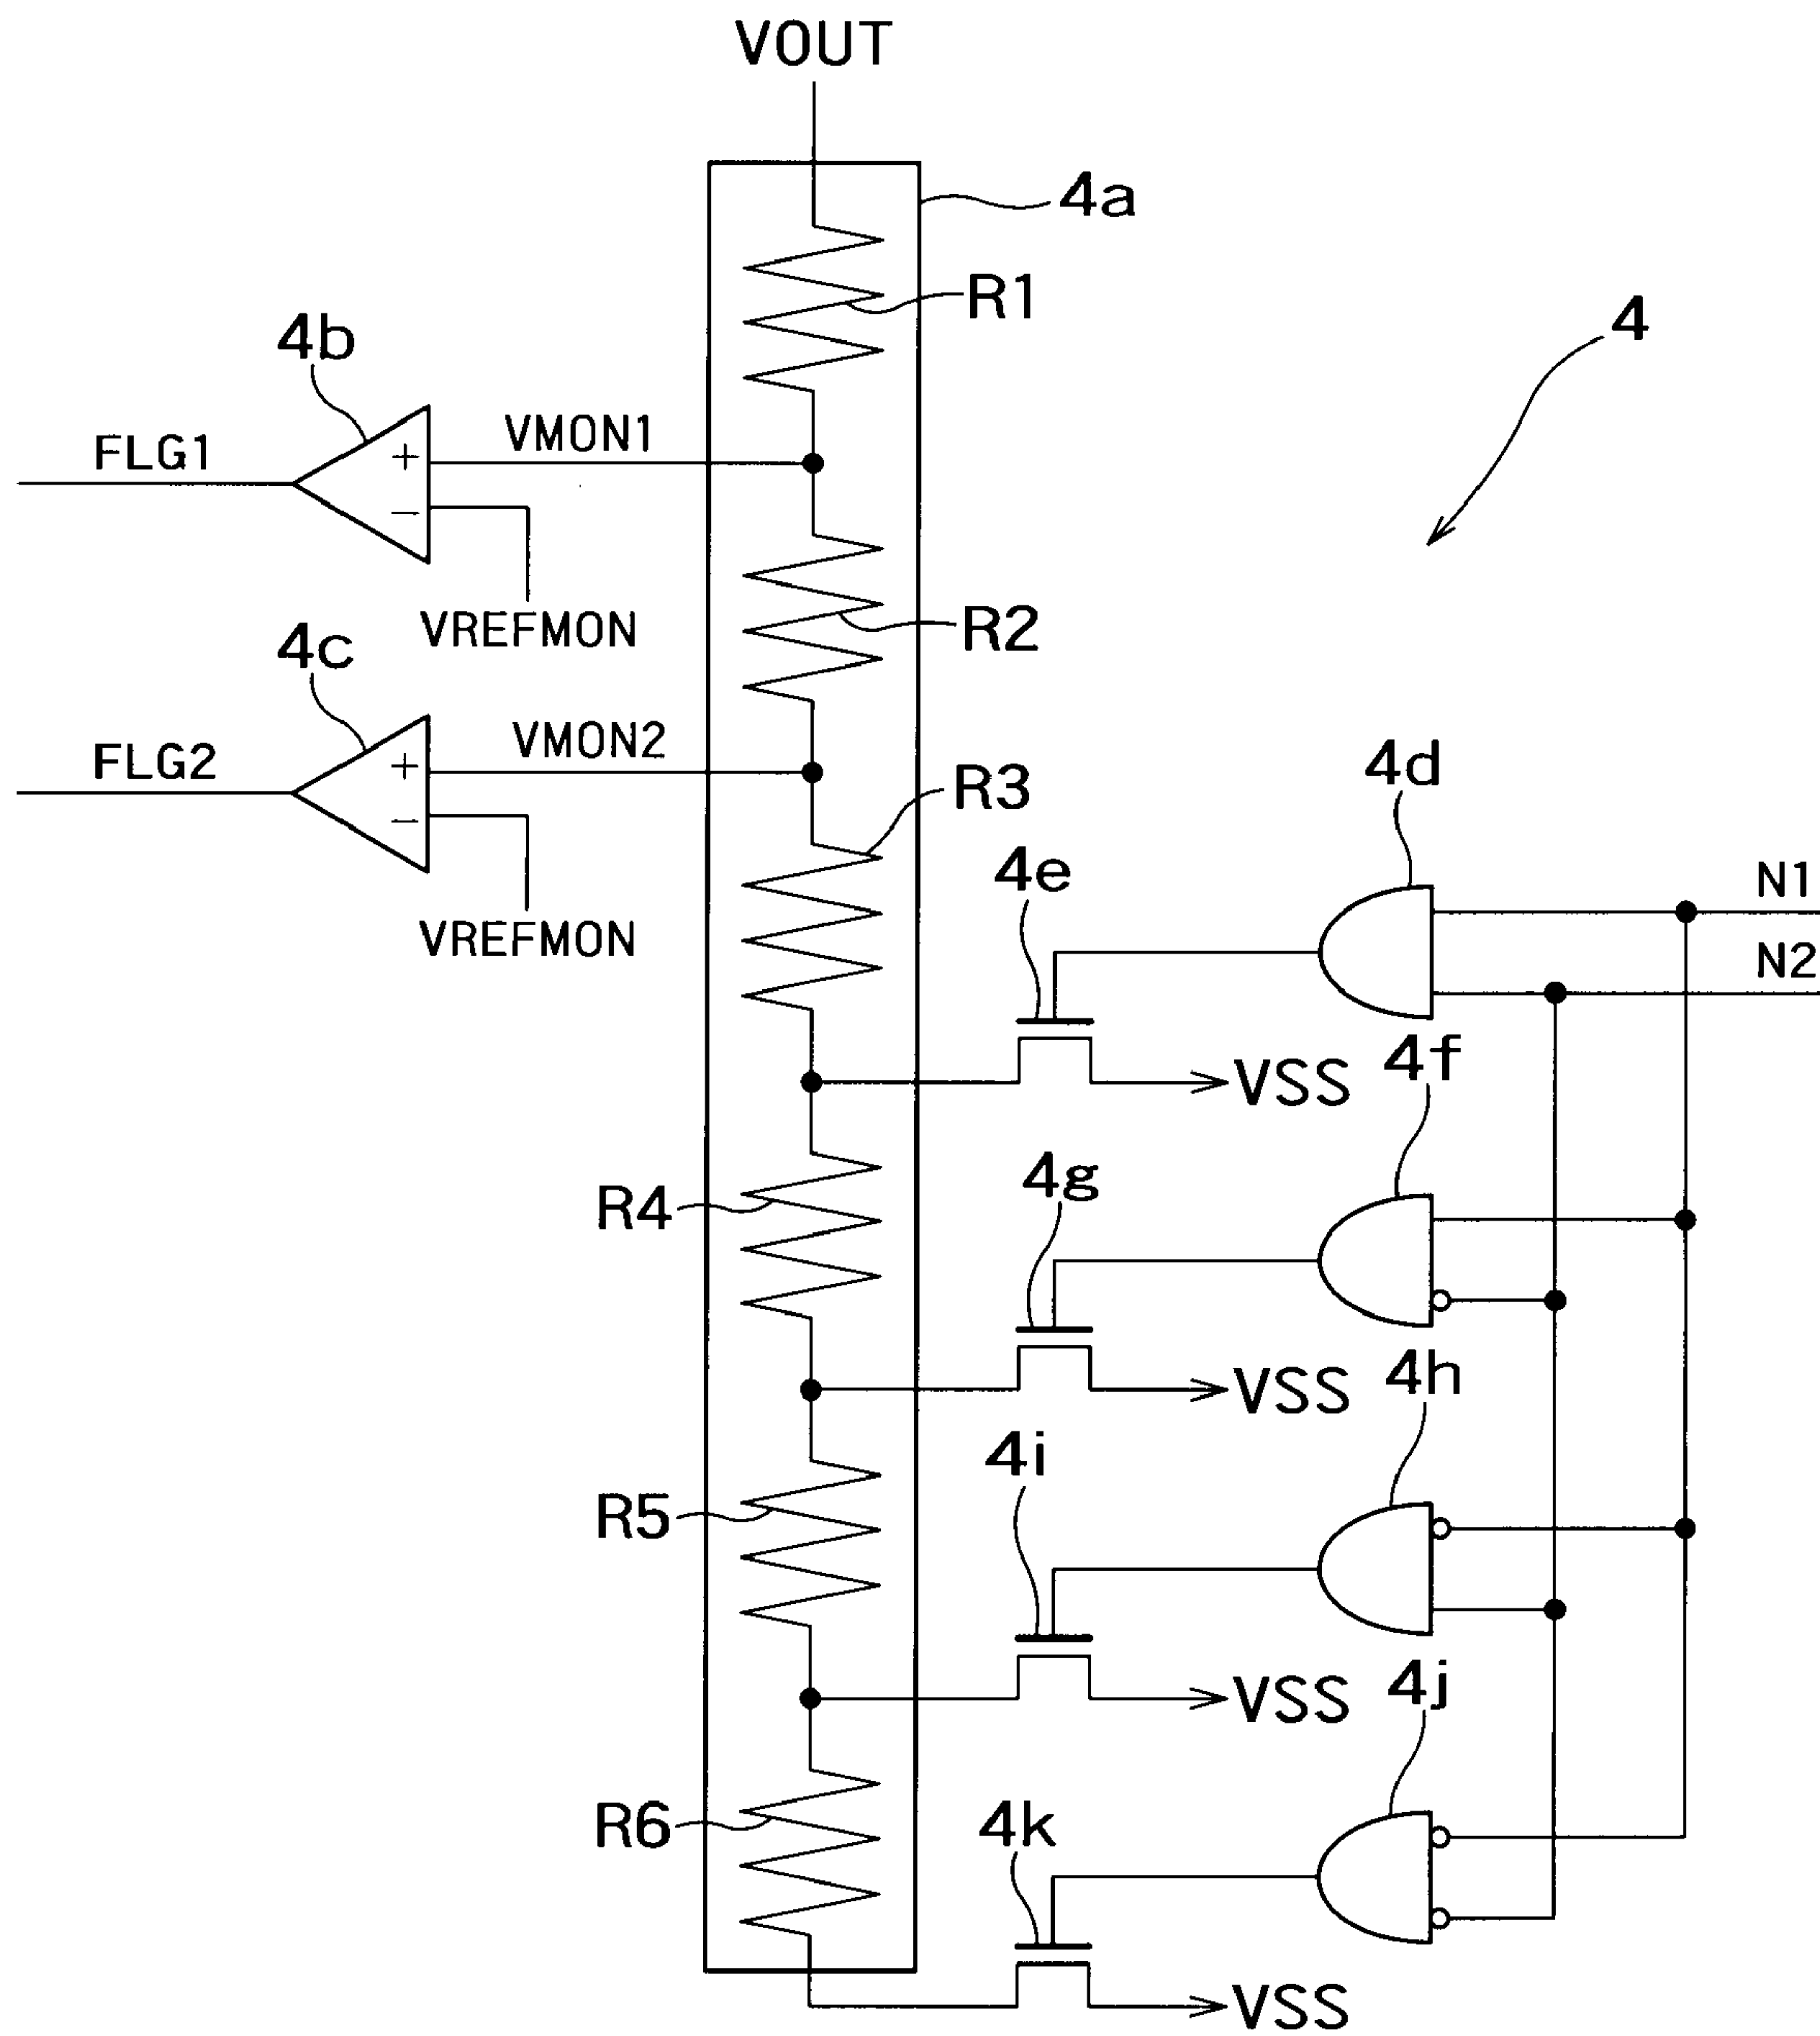 VOUT
4a
R1
4
4b
VMON1
FLG1
+
−
VREFMON
R2
4c
VMON2
FLG2
+
−
R3
VREFMON
4d
4e
N1
N2
VSS
4f
4g
R4
VSS
4h
4i
R5
VSS
4j
R6
4k
VSS